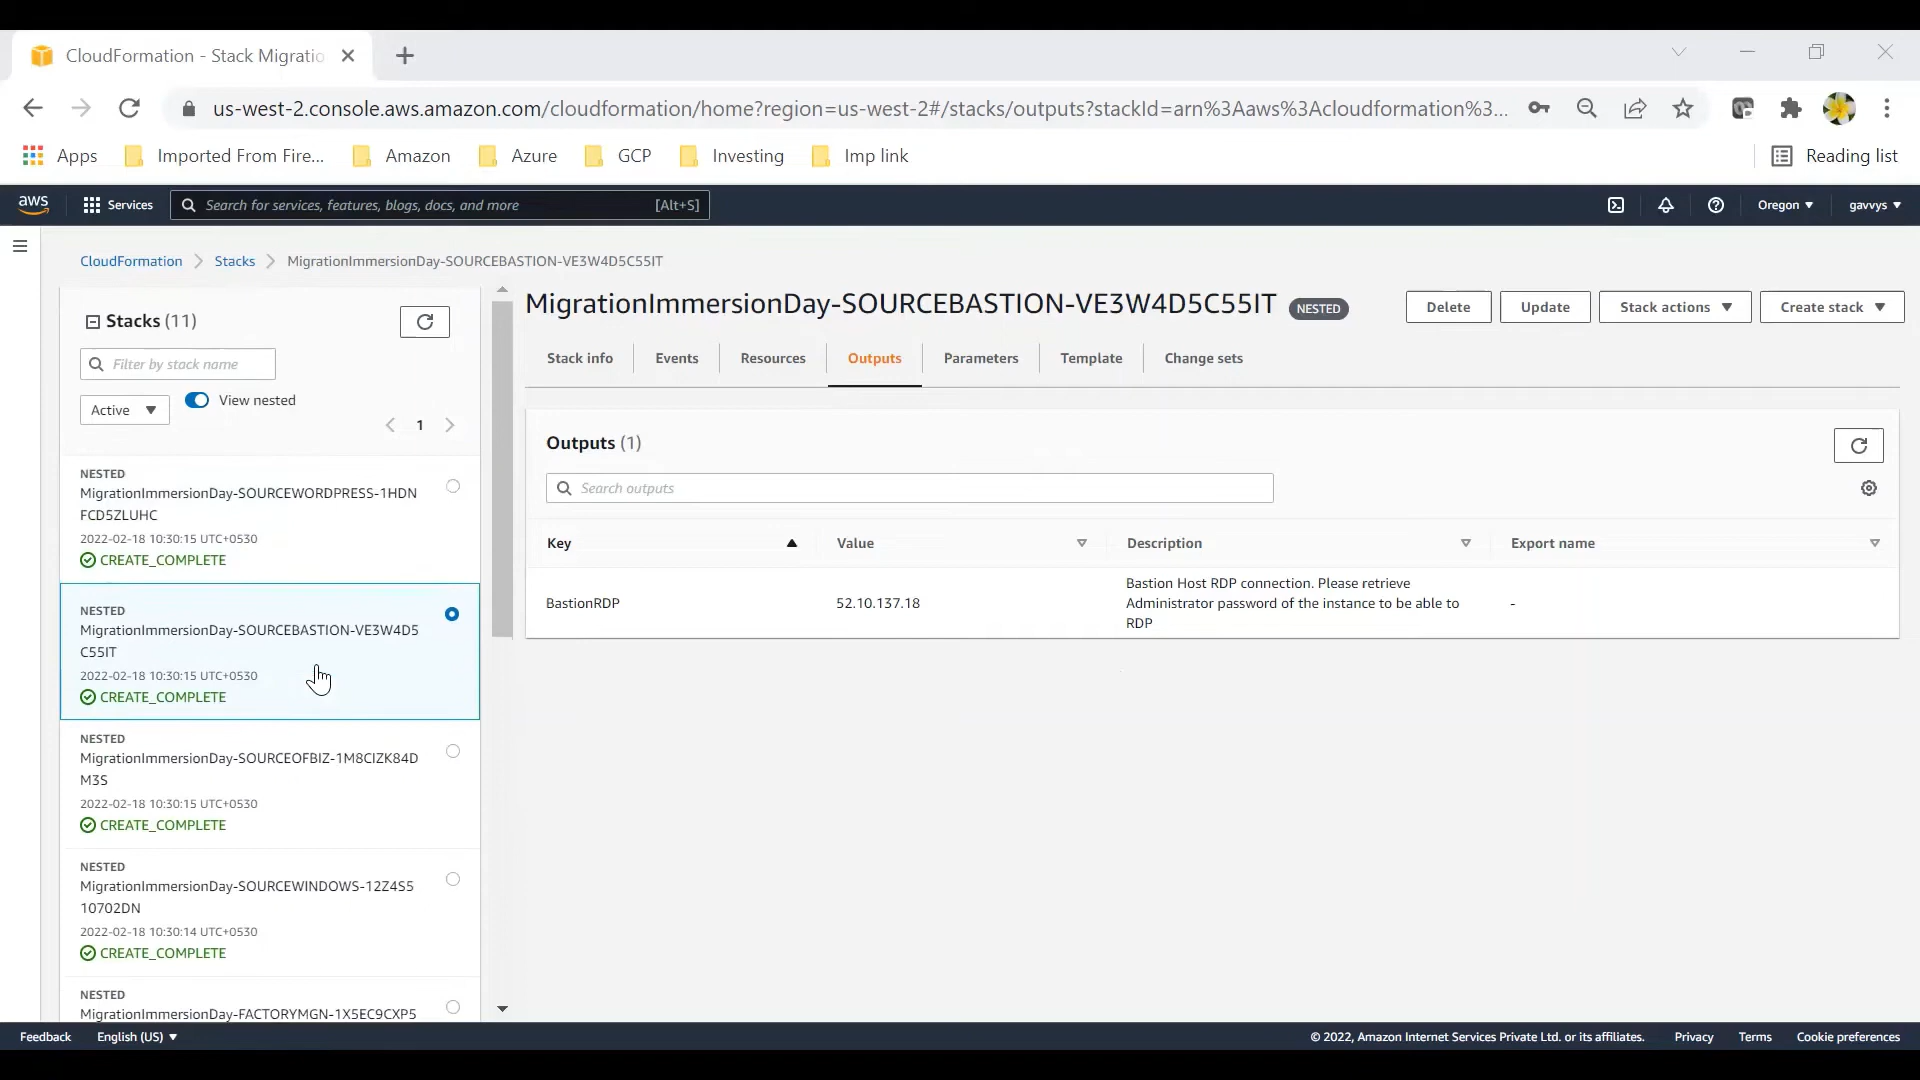 CloudFormation - Stack Migratio
us-west-2.console.aws.amazon.com/cloudformation/home?region=us-west-2#/stacks/outputs?stackId=arn%3Aaws%3Acloudformation%3...
Apps
Imported From Fire...
Amazon
Azure
GCP
Investing
Imp link
Reading list
aws
Services
Search for services, features, blogs, docs, and more
[Alt+S]
Oregon
gavvys
CloudFormation
Stacks
MigrationImmersionDay-SOURCEBASTION-VE3W4D5C55IT
Stacks (11)
Filter by stack name
Active
View nested
1
NESTED
MigrationImmersionDay-SOURCEWORDPRESS-1HDN
FCD5ZLUHC
2022-02-18 10:30:15 UTC+0530
CREATE_COMPLETE
NESTED
MigrationImmersionDay-SOURCEBASTION-VE3W4D5
C55IT
2022-02-18 10:30:15 UTC+0530
CREATE_COMPLETE
NESTED
MigrationImmersionDay-SOURCEOFBIZ-1M8CIZK84D
M3S
2022-02-18 10:30:15 UTC+0530
CREATE_COMPLETE
NESTED
MigrationImmersionDay-SOURCEWINDOWS-12Z4S5
10702DN
2022-02-18 10:30:14 UTC+0530
CREATE_COMPLETE
NESTED
MigrationImmersionDay-FACTORYMGN-1X5EC9CXP5
MigrationImmersionDay-SOURCEBASTION-VE3W4D5C55IT
NESTED
Delete
Update
Stack actions
Create stack
Stack info
Events
Resources
Outputs
Parameters
Template
Change sets
Outputs (1)
Search outputs
Key
Value
Description
Export name
BastionRDP
52.10.137.18
Bastion Host RDP connection. Please retrieve
Administrator password of the instance to be able to
RDP
-
Feedback
English (US)
© 2022, Amazon Internet Services Private Ltd. or its affiliates.
Privacy
Terms
Cookie preferences